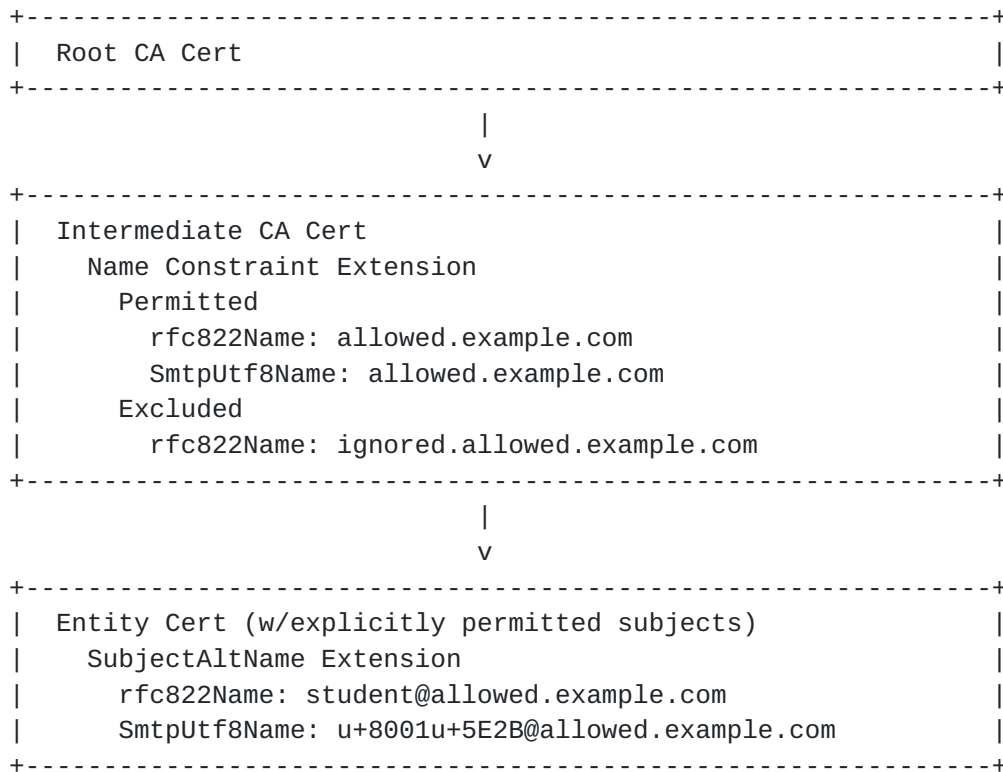 +---------------------------------------------------------------+
| Root CA Cert |
+---------------------------------------------------------------+
|
v
+---------------------------------------------------------------+
| Intermediate CA Cert |
| Name Constraint Extension |
| Permitted |
| rfc822Name: allowed.example.com |
| SmtpUtf8Name: allowed.example.com |
| Excluded |
| rfc822Name: ignored.allowed.example.com |
+---------------------------------------------------------------+
|
v
+---------------------------------------------------------------+
| Entity Cert (w/explicitly permitted subjects) |
| SubjectAltName Extension |
| rfc822Name: student@allowed.example.com |
| SmtpUtf8Name: u+8001u+5E2B@allowed.example.com |
+---------------------------------------------------------------+